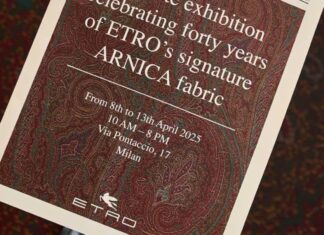 exhibition
celebrating forty years
of ETRO's signature
ARNICA fabric
From 8th to 13th April 2025
10 AM – 8 PM
Via Pontaccio, 17
Milan
ETRO